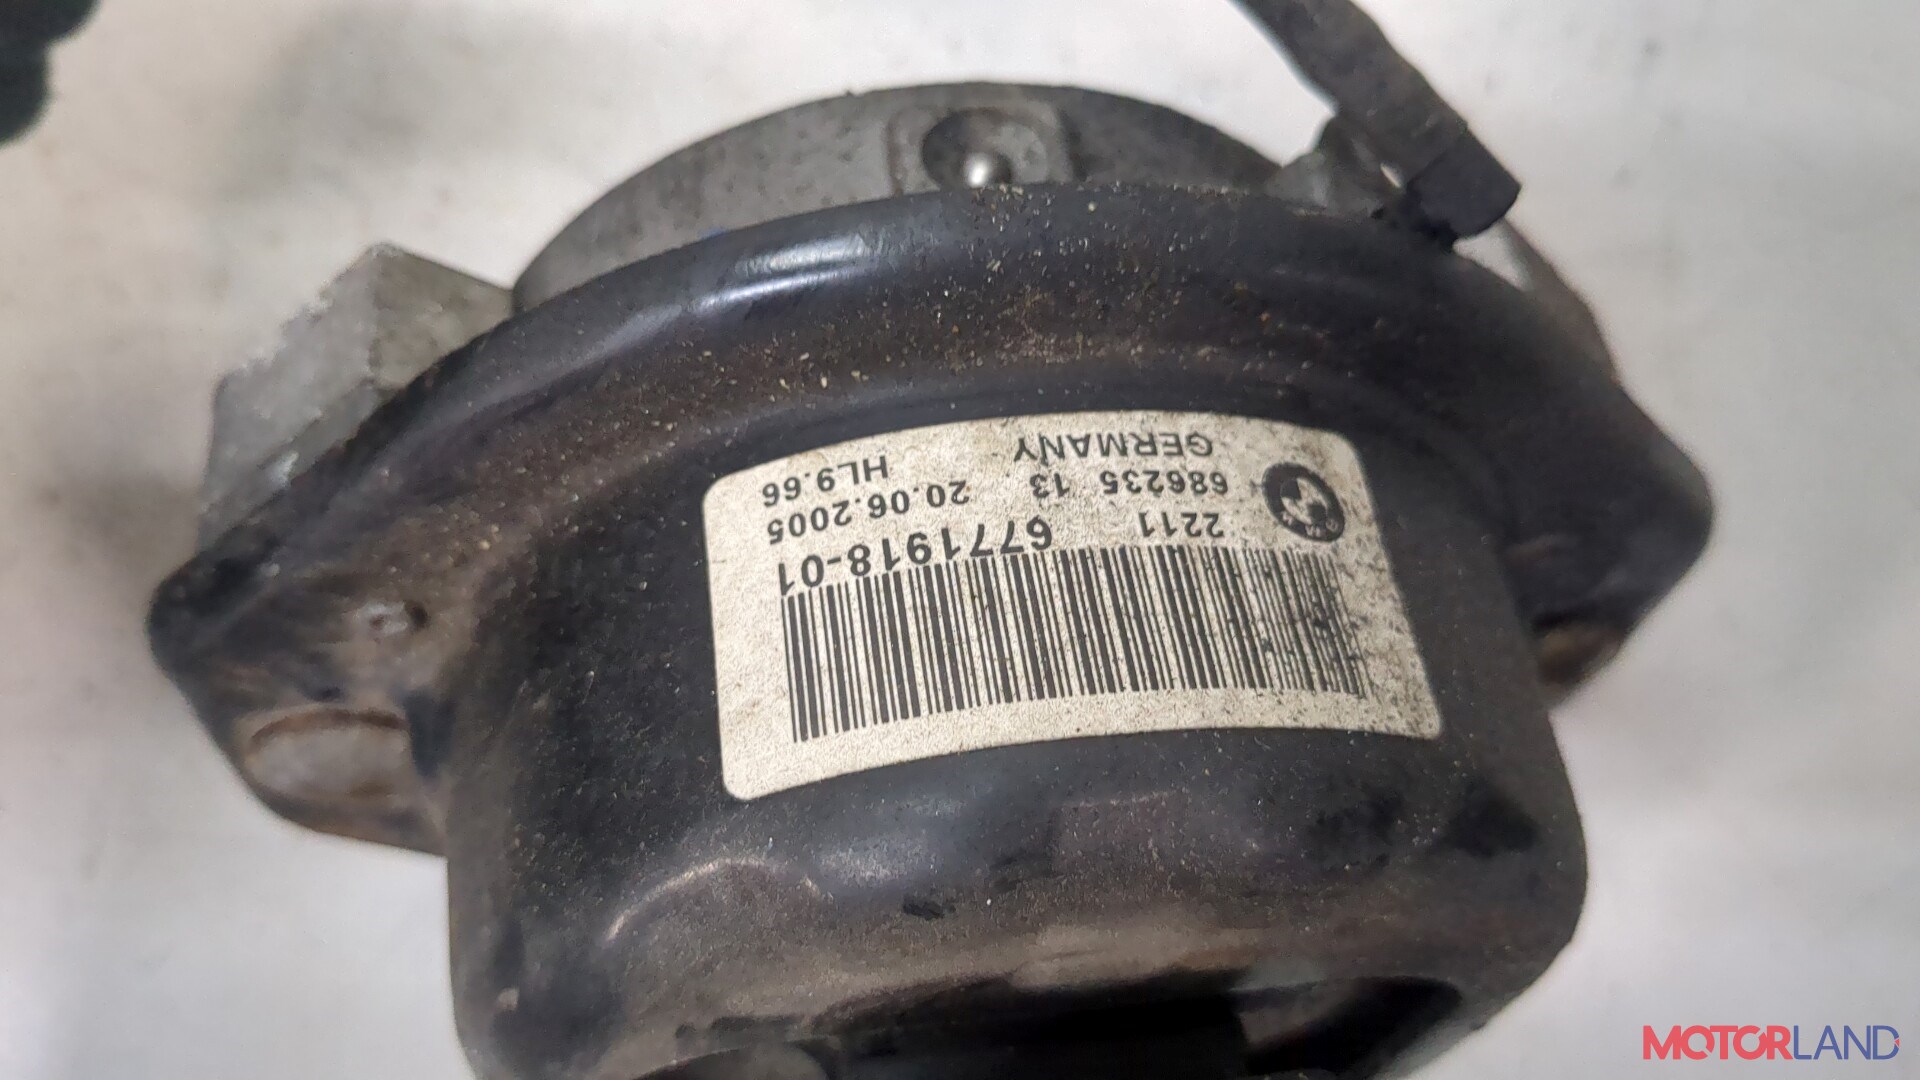 2211 6771918-01
686235 13 20.06.2005
GERMANY HL9.66
MOTORLAND